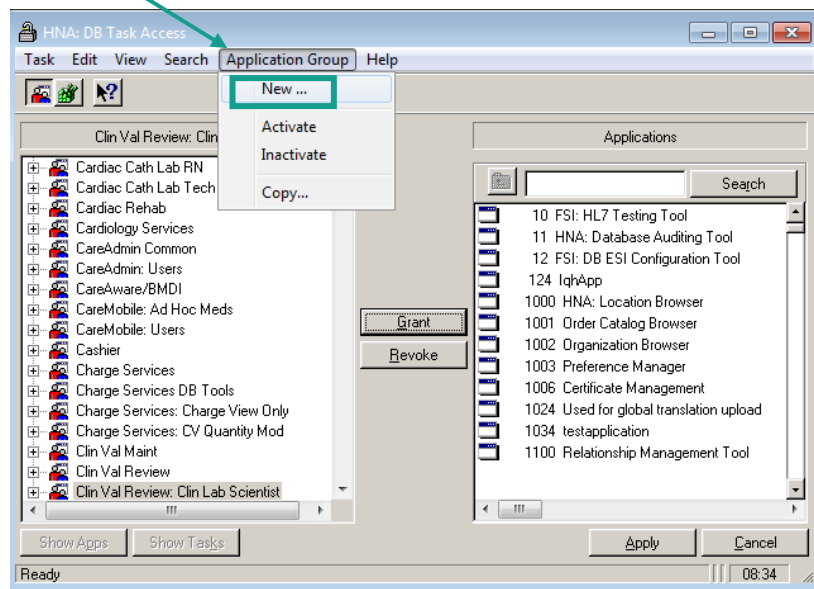 HNA: DB Task Access
Task Edit View Search Application Group Help
New ...
Activate
Inactivate
Copy...
Clin Val Review: Clin
Cardiac Cath Lab RN
Cardiac Cath Lab Tech
Cardiac Rehab
Cardiology Services
CareAdmin Common
CareAdmin: Users
CareAware/BMDI
CareMobile: Ad Hoc Meds
CareMobile: Users
Cashier
Charge Services
Charge Services DB Tools
Charge Services: Charge View Only
Charge Services: CV Quantity Mod
Clin Val Maint
Clin Val Review
Clin Val Review: Clin Lab Scientist
Grant
Revoke
Applications
Search
10 FSI: HL7 Testing Tool
11 HNA: Database Auditing Tool
12 FSI: DB ESI Configuration Tool
124 IqhApp
1000 HNA: Location Browser
1001 Order Catalog Browser
1002 Organization Browser
1003 Preference Manager
1006 Certificate Management
1024 Used for global translation upload
1034 testapplication
1100 Relationship Management Tool
Show Apps Show Tasks
Apply Cancel
Ready 08:34